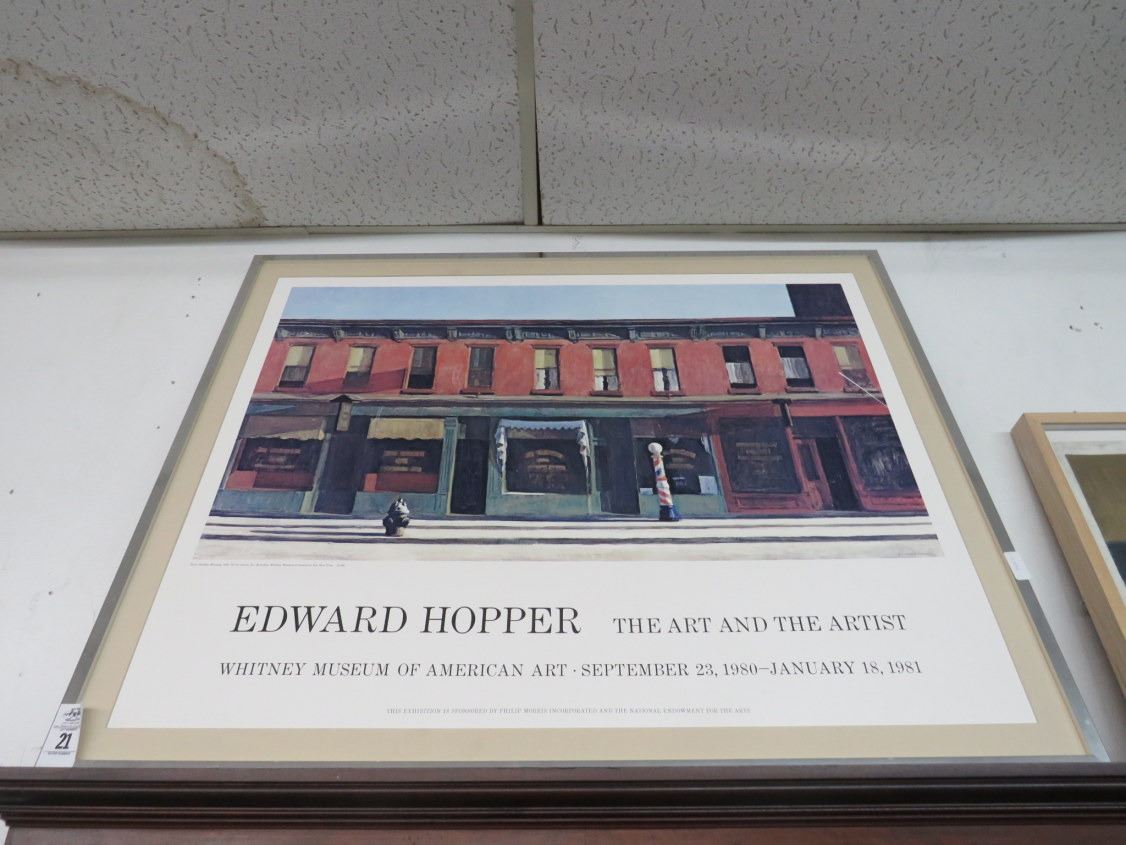 EDWARD HOPPER THE ART AND THE ARTIST
WHITNEY MUSEUM OF AMERICAN ART · SEPTEMBER 23, 1980–JANUARY 18, 1981
THIS EXHIBITION IS SPONSORED BY PHILIP MORRIS INCORPORATED AND THE NATIONAL ENDOWMENT FOR THE ARTS
21